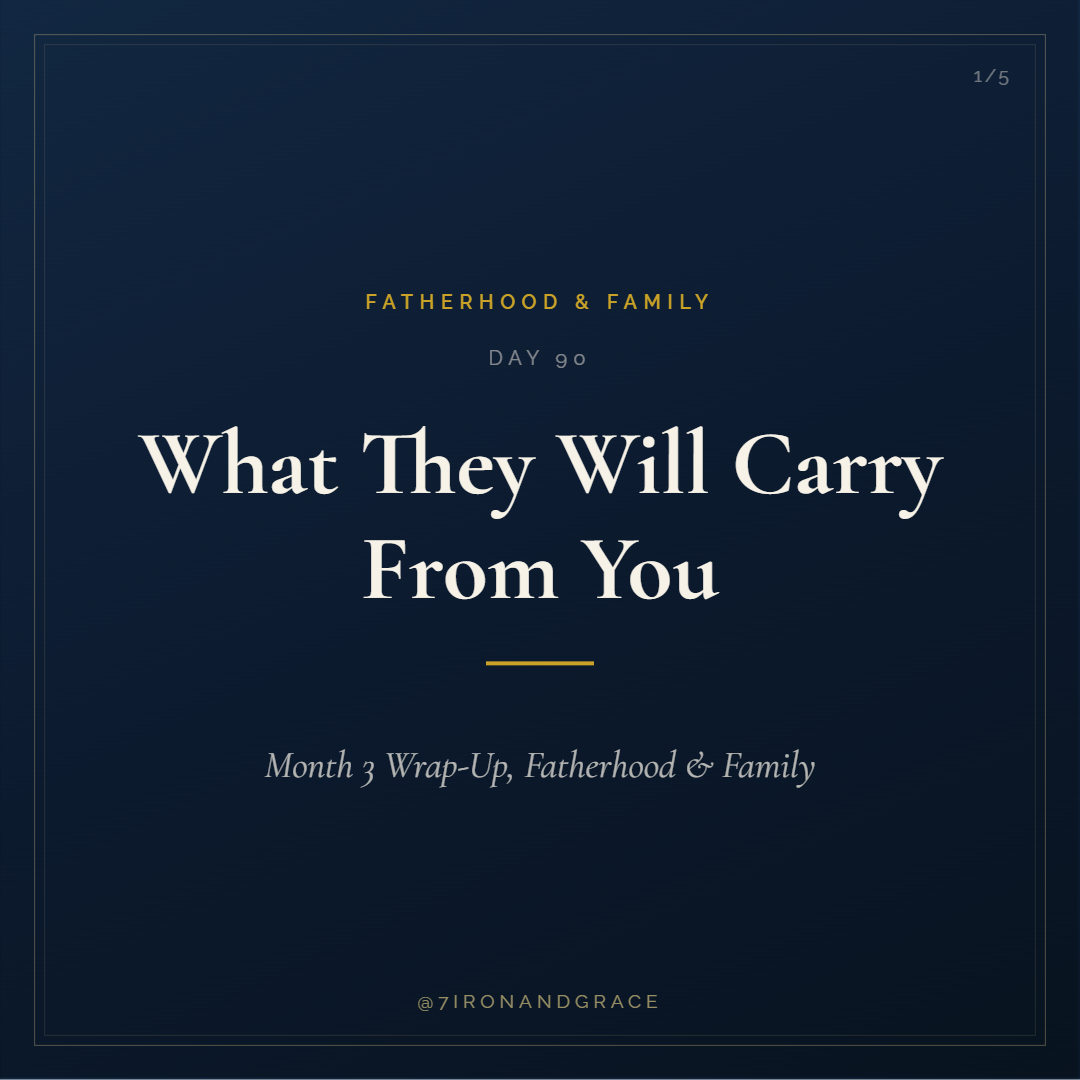 1/5
FATHERHOOD & FAMILY
DAY 90
What They Will Carry
From You
Month 3 Wrap-Up, Fatherhood & Family
@7IRONANDGRACE